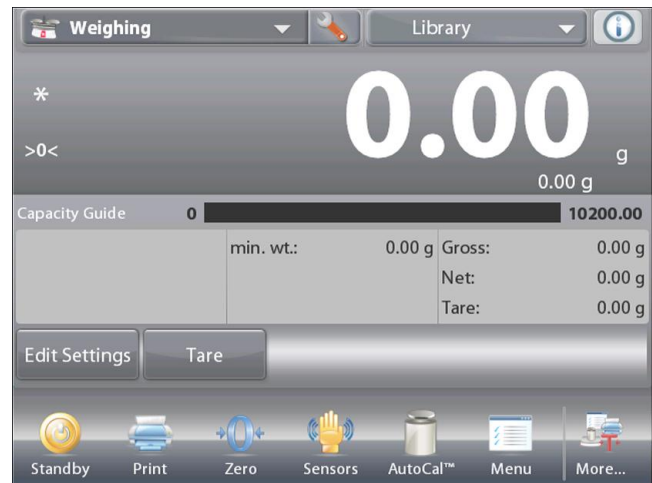 Weighing Library
*
0.00
>0<
g
0.00 g
Capacity Guide 0 10200.00
min. wt.: 0.00 g Gross: 0.00 g
Net: 0.00 g
Tare: 0.00 g
Edit Settings Tare
Standby Print Zero Sensors AutoCal™ Menu More...